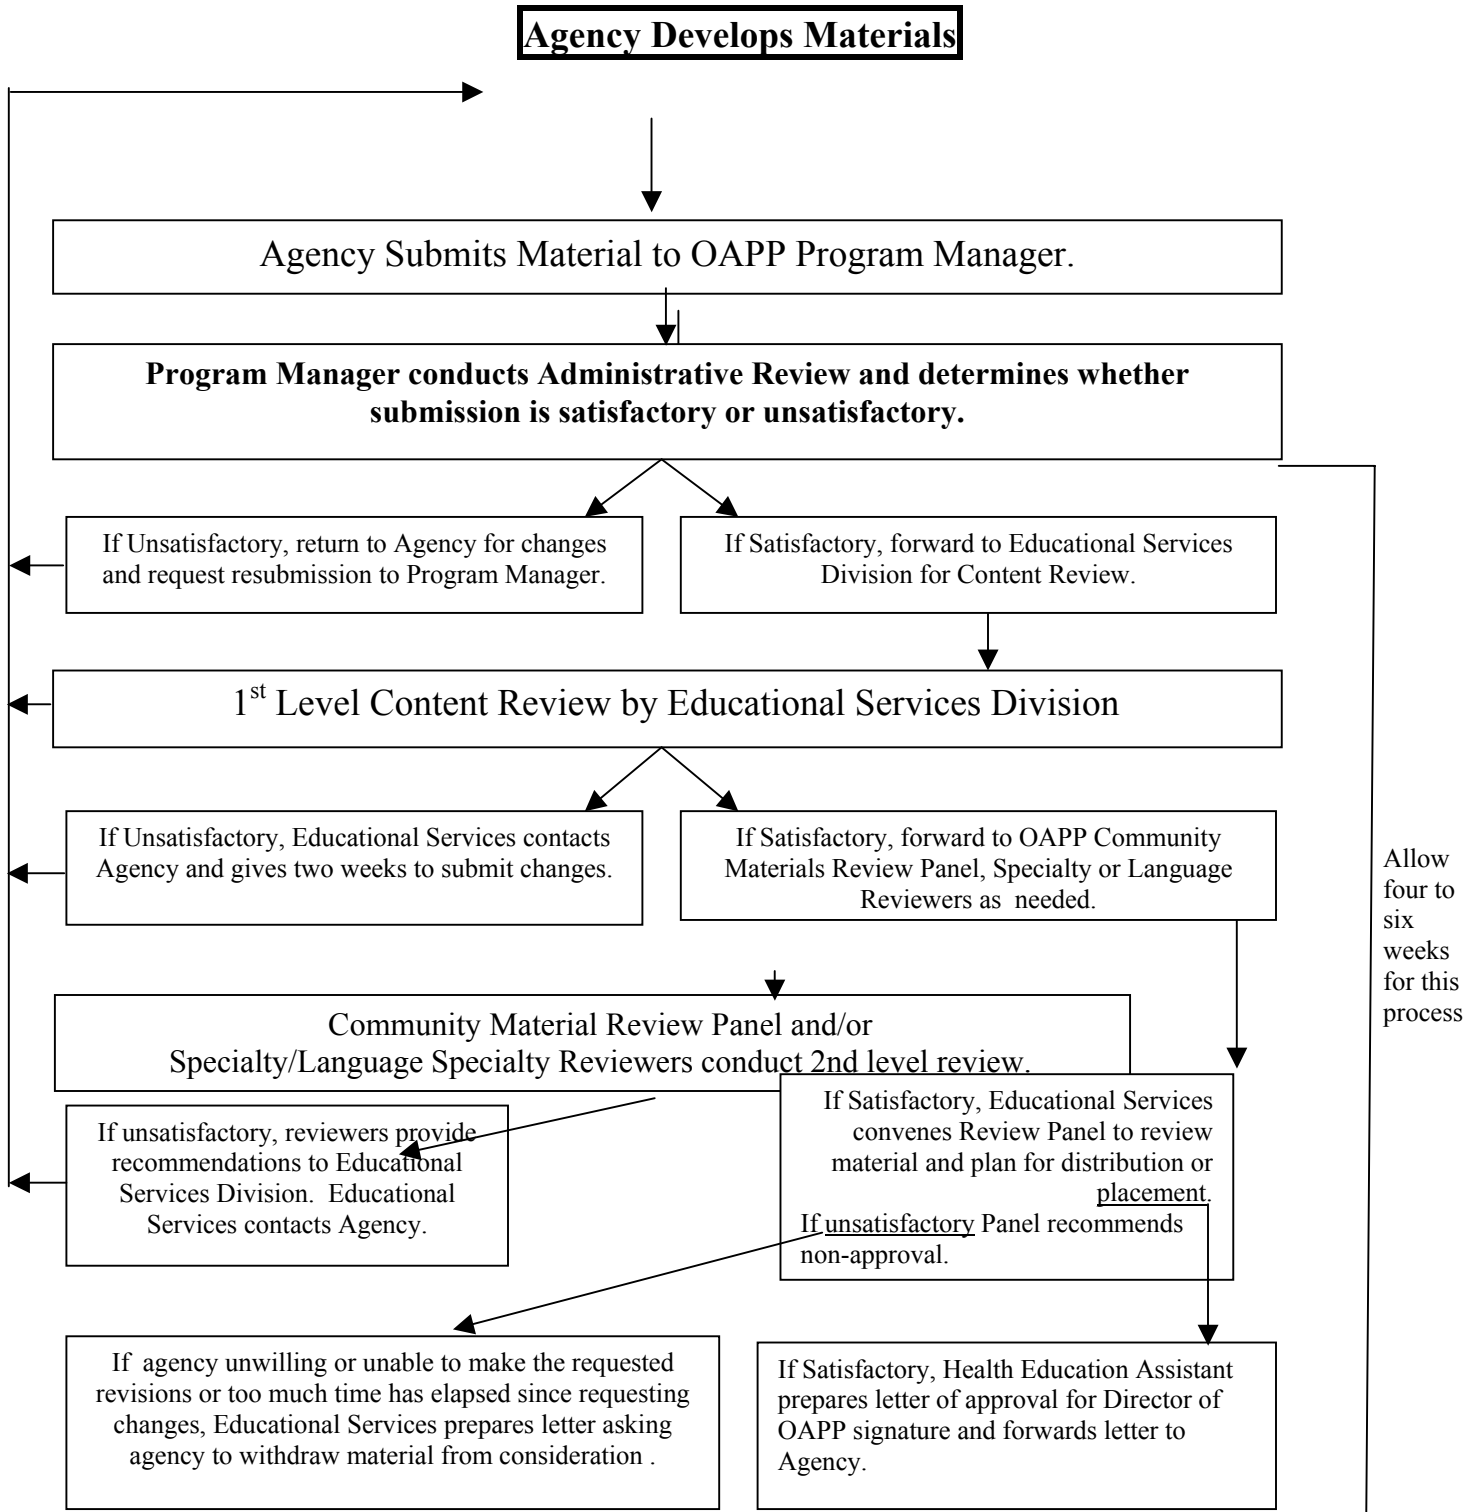 Agency Develops Materials
Agency Submits Material to OAPP Program Manager.
Program Manager conducts Administrative Review and determines whether
submission is satisfactory or unsatisfactory.
If Unsatisfactory, return to Agency for changes
and request resubmission to Program Manager.
If Satisfactory, forward to Educational Services
Division for Content Review.
1st Level Content Review by Educational Services Division
If Unsatisfactory, Educational Services contacts
Agency and gives two weeks to submit changes.
If Satisfactory, forward to OAPP Community
Materials Review Panel, Specialty or Language
Reviewers as needed.
Allow
four to
six
weeks
for this
process
Community Material Review Panel and/or
Specialty/Language Specialty Reviewers conduct 2nd level review.
If unsatisfactory, reviewers provide
recommendations to Educational
Services Division. Educational
Services contacts Agency.
If Satisfactory, Educational Services
convenes Review Panel to review
material and plan for distribution or
placement.
If unsatisfactory Panel recommends
non-approval.
If agency unwilling or unable to make the requested
revisions or too much time has elapsed since requesting
changes, Educational Services prepares letter asking
agency to withdraw material from consideration .
If Satisfactory, Health Education Assistant
prepares letter of approval for Director of
OAPP signature and forwards letter to
Agency.